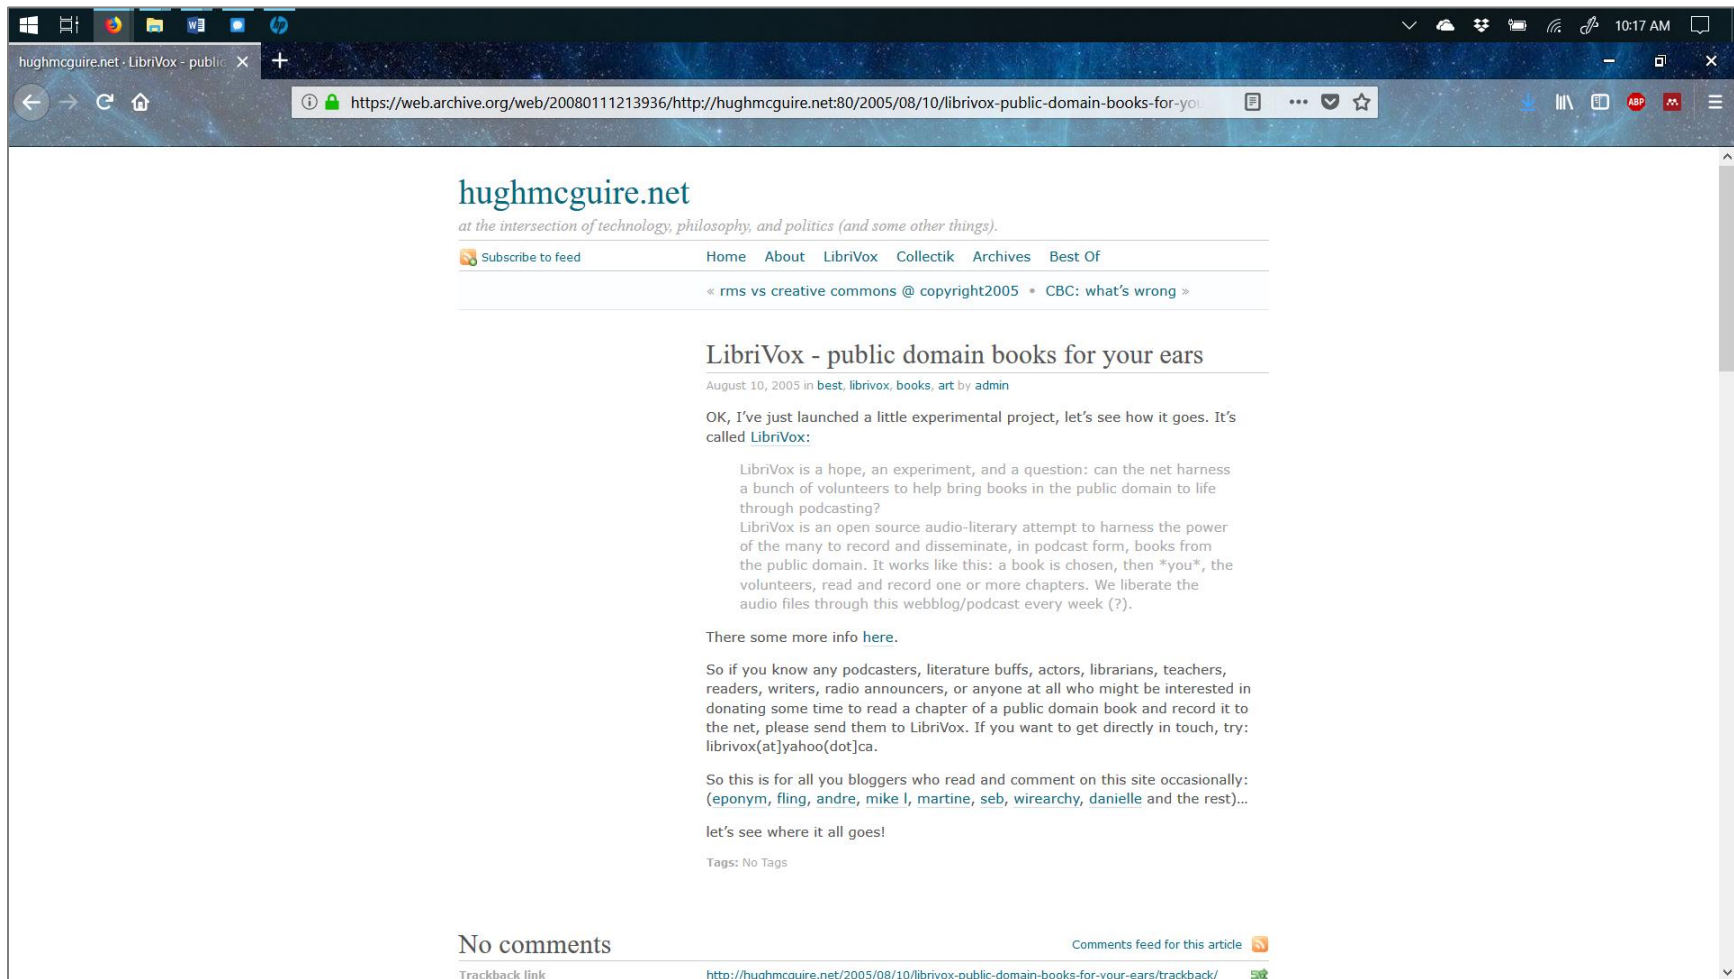 10:17 AM
hughmcguire.net · LibriVox - public
https://web.archive.org/web/20080111213936/http://hughmcguire.net:80/2005/08/10/librivox-public-domain-books-for-you
ABP
hughmcguire.net
at the intersection of technology, philosophy, and politics (and some other things).
Subscribe to feed Home About LibriVox Collectik Archives Best Of
« rms vs creative commons @ copyright2005 • CBC: what’s wrong »
LibriVox - public domain books for your ears
August 10, 2005 in best, librivox, books, art by admin
OK, I’ve just launched a little experimental project, let’s see how it goes. It’s
called LibriVox:
LibriVox is a hope, an experiment, and a question: can the net harness
a bunch of volunteers to help bring books in the public domain to life
through podcasting?
LibriVox is an open source audio-literary attempt to harness the power
of the many to record and disseminate, in podcast form, books from
the public domain. It works like this: a book is chosen, then *you*, the
volunteers, read and record one or more chapters. We liberate the
audio files through this webblog/podcast every week (?).
There some more info here.
So if you know any podcasters, literature buffs, actors, librarians, teachers,
readers, writers, radio announcers, or anyone at all who might be interested in
donating some time to read a chapter of a public domain book and record it to
the net, please send them to LibriVox. If you want to get directly in touch, try:
librivox(at]yahoo(dot]ca.
So this is for all you bloggers who read and comment on this site occasionally:
(eponym, fling, andre, mike l, martine, seb, wirearchy, danielle and the rest)…
let’s see where it all goes!
Tags: No Tags
No comments Comments feed for this article
Trackback link http://hughmcguire.net/2005/08/10/librivox-public-domain-books-for-your-ears/trackback/